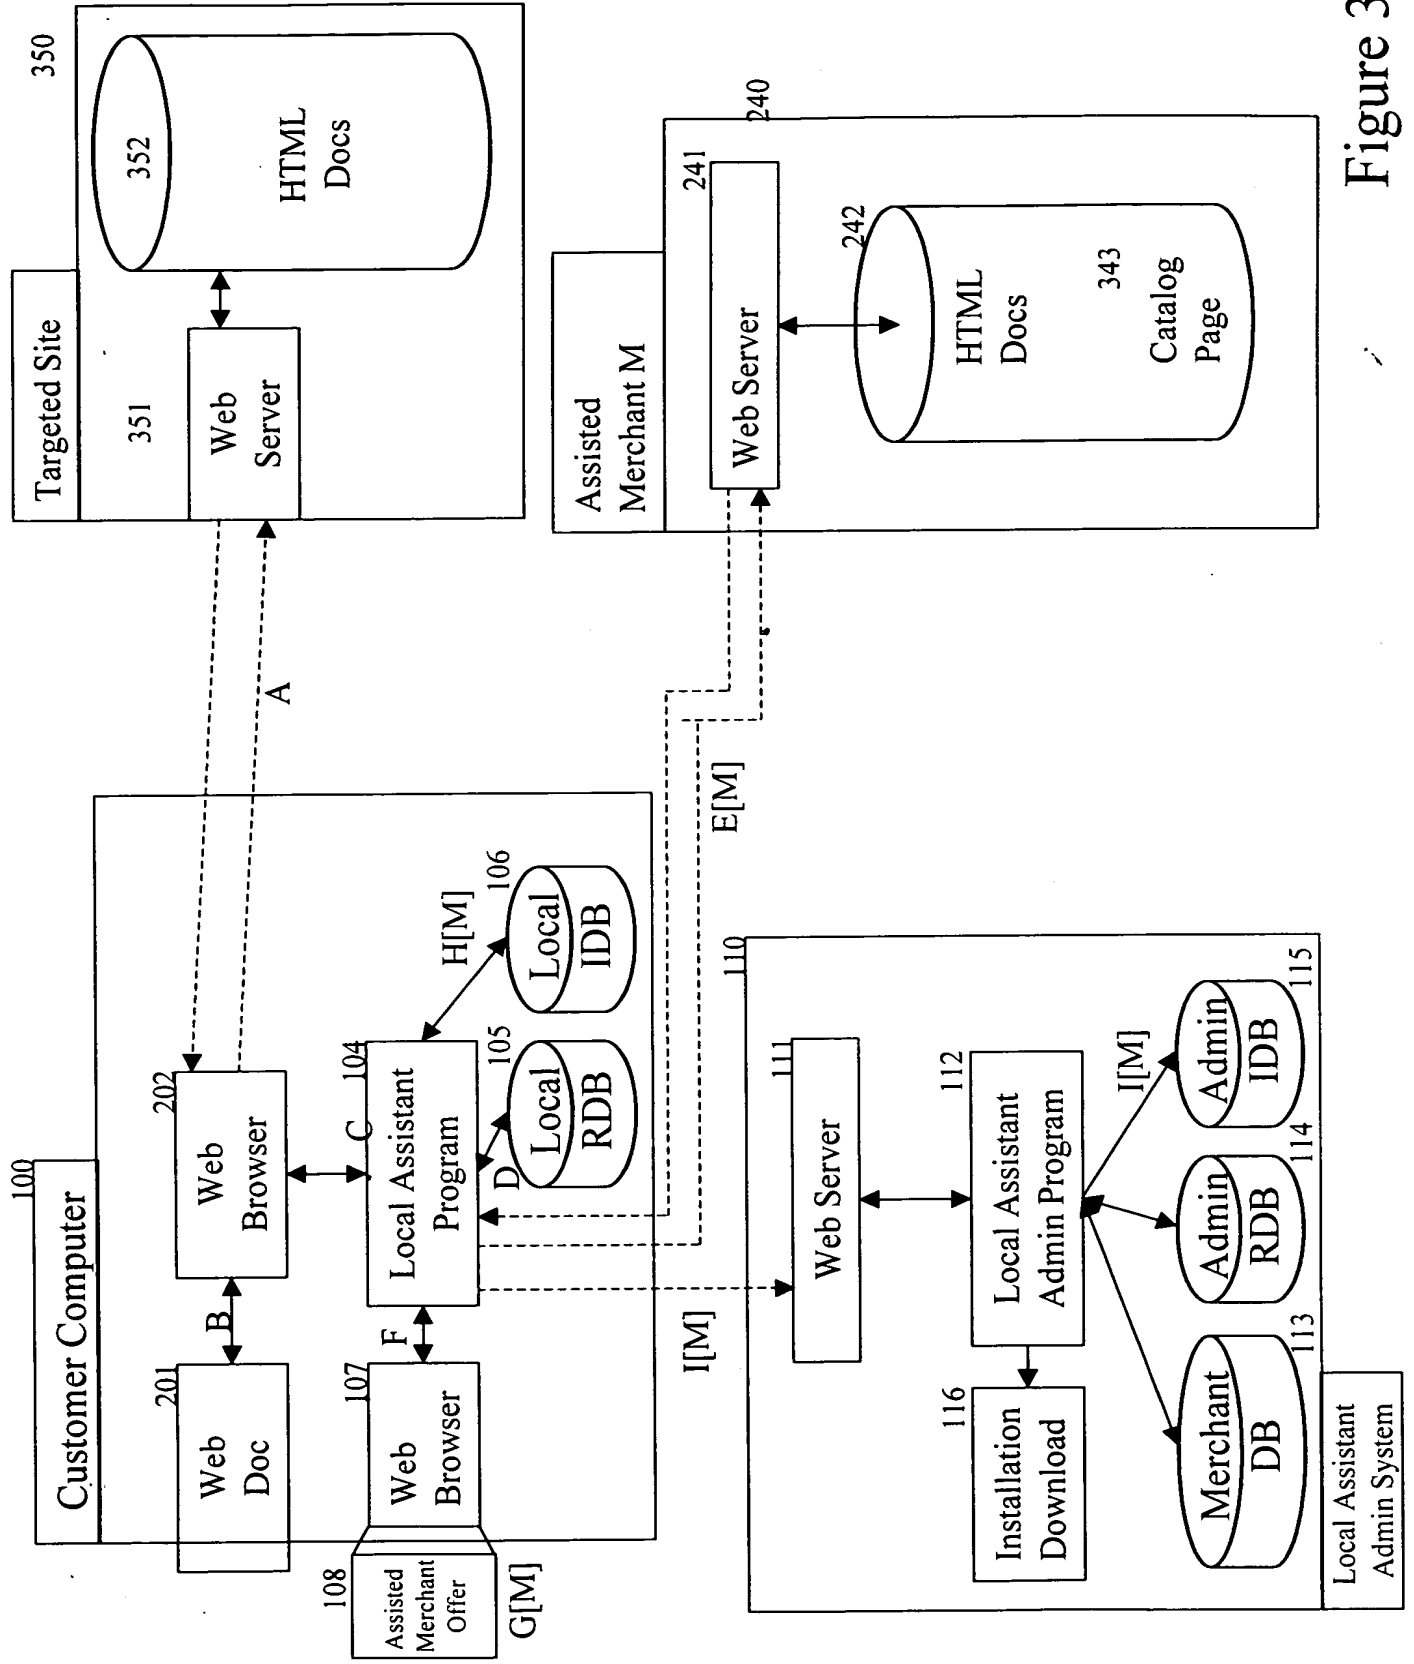 100
Customer Computer
201
Web
Doc
B
202
Web
Browser
A
C
108
Assisted
Merchant
Offer
G[M]
107
Web
Browser
F
104
Local Assistant
Program
D
105
Local
RDB
H[M]
106
Local
IDB
I[M]
E[M]
Targeted Site
350
351
Web
Server
352
HTML
Docs
Assisted
Merchant M
240
241
Web Server
242
HTML
Docs
343
Catalog
Page
110
111
Web Server
116
Installation
Download
112
Local Assistant
Admin Program
I[M]
Merchant
DB
113
Admin
RDB
114
Admin
IDB
115
Local Assistant
Admin System
Figure 3